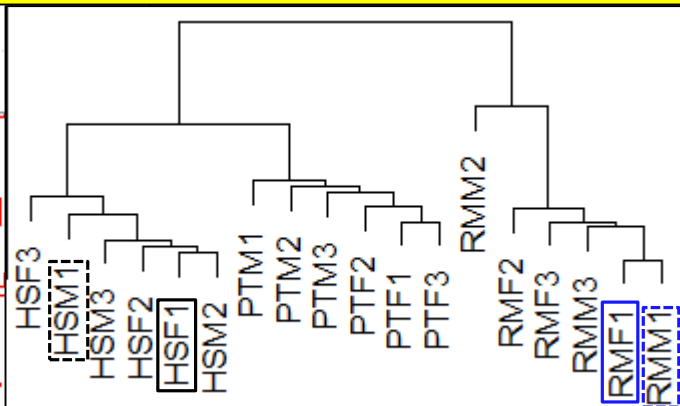 HSF3
HSM1
HSM3
HSF2
HSF1
HSM2
PTM1
PTM2
PTM3
PTF2
PTF1
PTF3
RMM2
RMF2
RMF3
RMM3
RMF1
RMM1